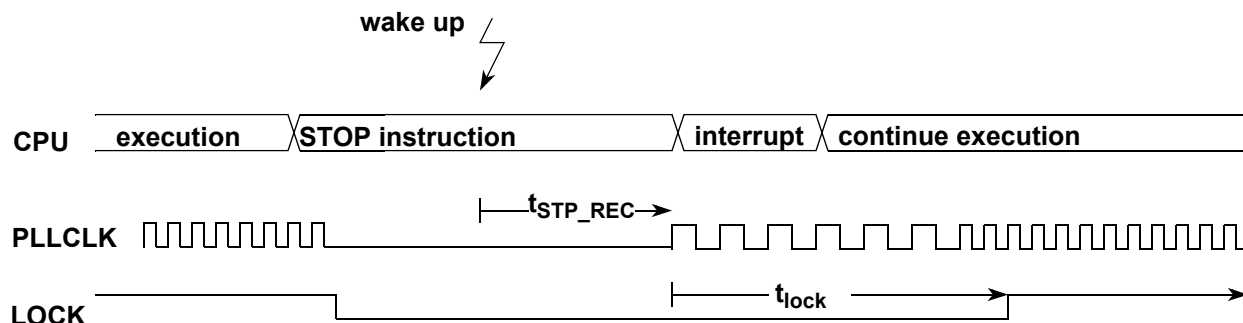 wake up
CPU execution STOP instruction interrupt continue execution
tSTP_REC
PLLCLK
tlock
LOCK